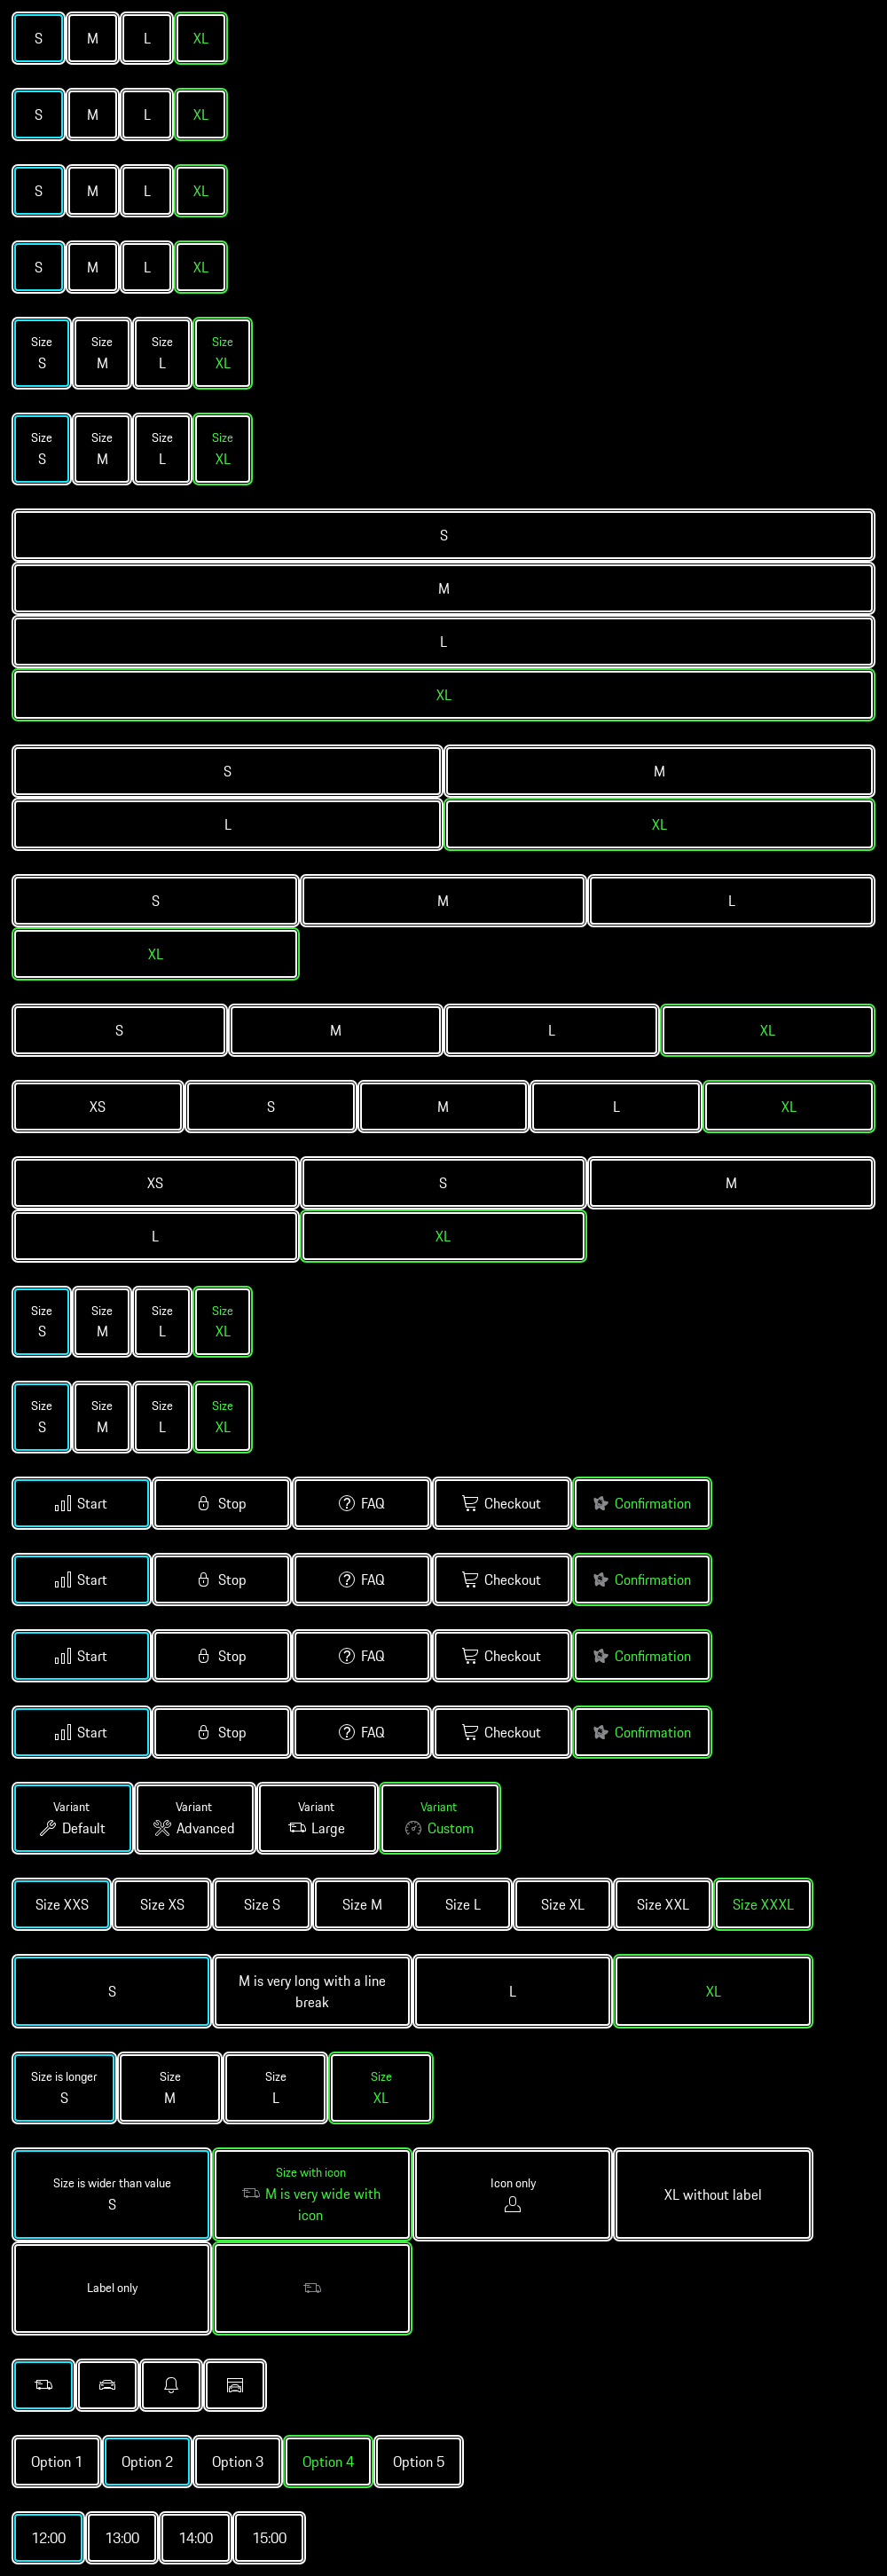 S M L XL
S M L XL
S M L XL
S M L XL
Size Size Size Size
S M L XL
Size Size Size Size
S M L XL
S
M
L
XL
S M
L XL
S M L
XL
S M L XL
XS S M L XL
XS S M
L XL
Size Size Size Size
S M L XL
Size Size Size Size
S M L XL
Start Stop FAQ Checkout Confirmation
Start Stop FAQ Checkout Confirmation
Start Stop FAQ Checkout Confirmation
Start Stop FAQ Checkout Confirmation
Variant Variant Variant Variant
Default Advanced Large Custom
Size XXS Size XS Size S Size M Size L Size XL Size XXL Size XXXL
S M is very long with a line break L XL
Size is longer Size Size Size
S M L XL
Size is wider than value
S
Size with icon
M is very wide with
icon
Icon only
XL without label
Label only
Option 1 Option 2 Option 3 Option 4 Option 5
12:00 13:00 14:00 15:00